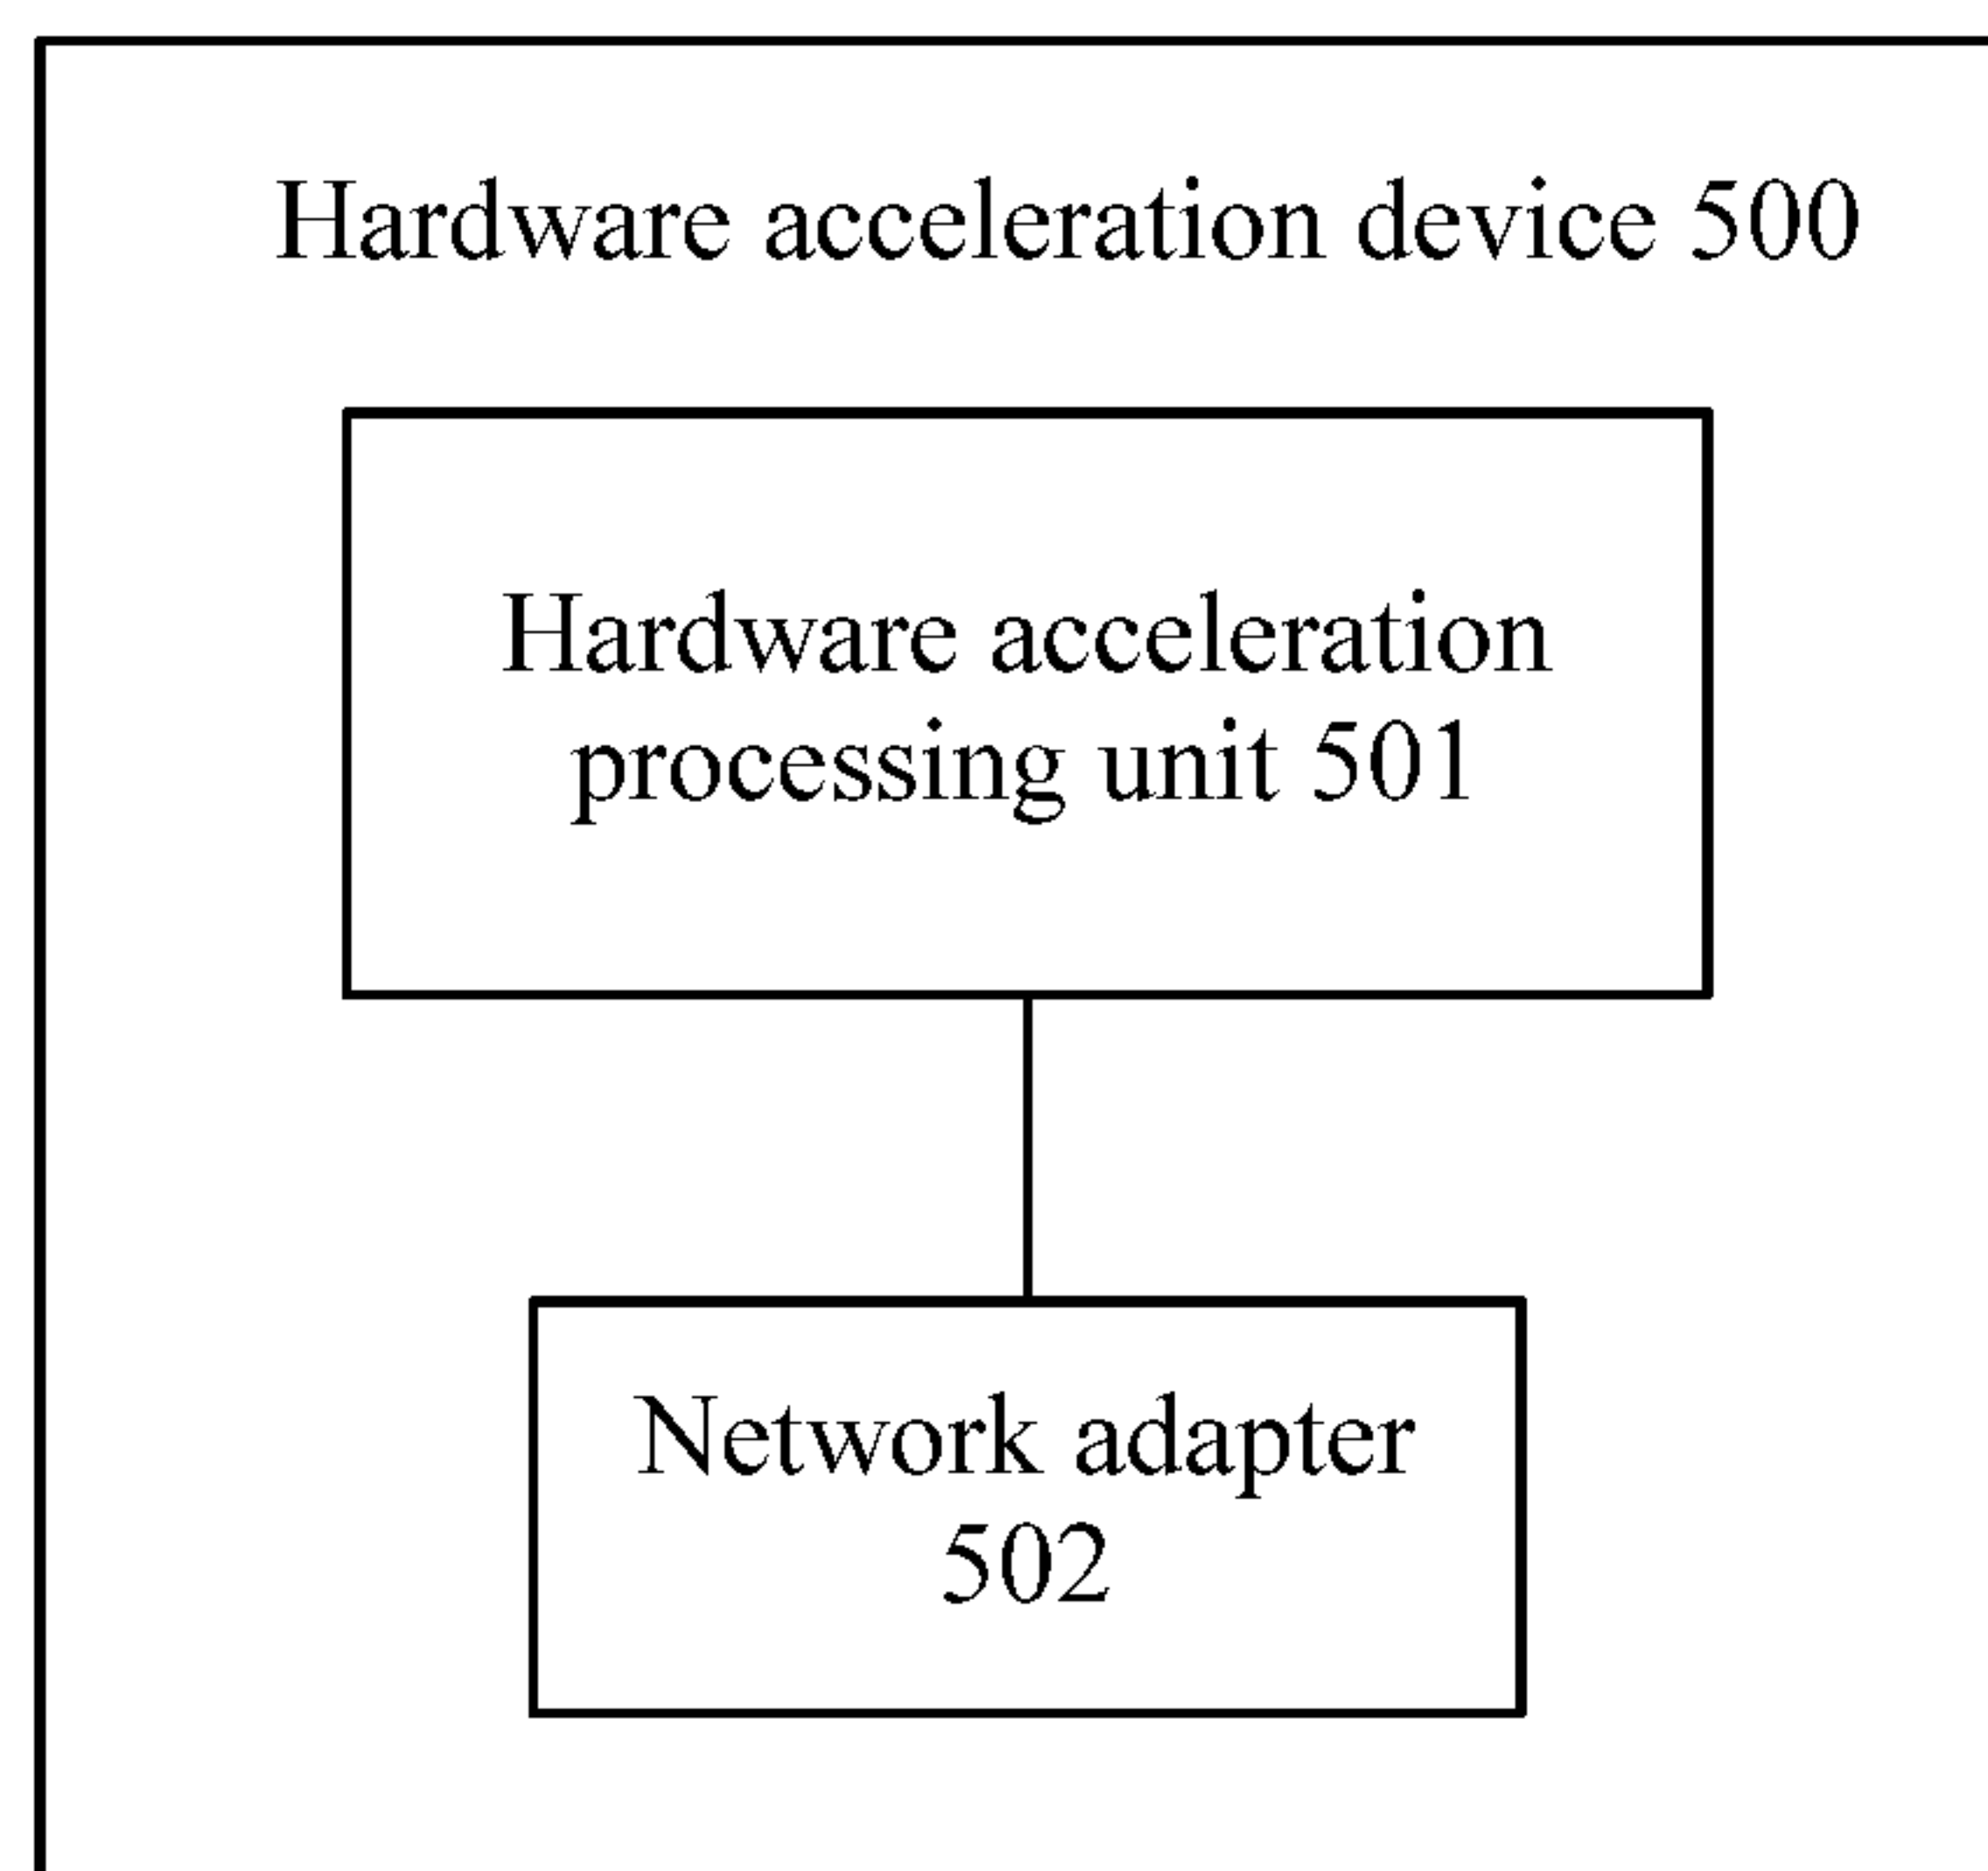 Hardware acceleration device 500
Hardware acceleration
processing unit 501
Network adapter
502